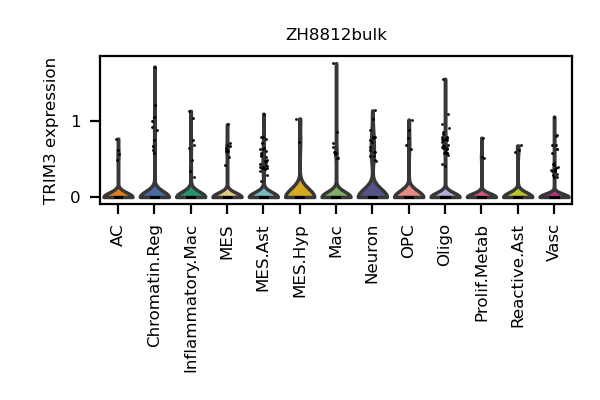 ZH8812bulk
TRIM3 expression
1
0
AC
Chromatin.Reg
Inflammatory.Mac
MES
MES.Ast
MES.Hyp
Mac
Neuron
OPC
Oligo
Prolif.Metab
Reactive.Ast
Vasc